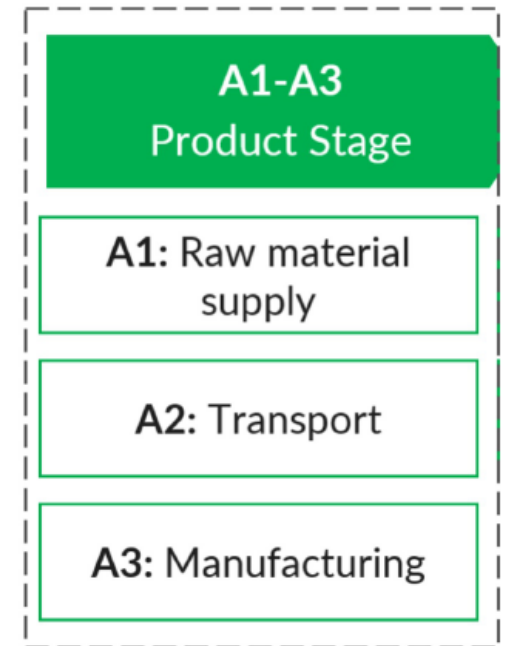 A1-A3
Product Stage
A1: Raw material
supply
A2: Transport
A3: Manufacturing